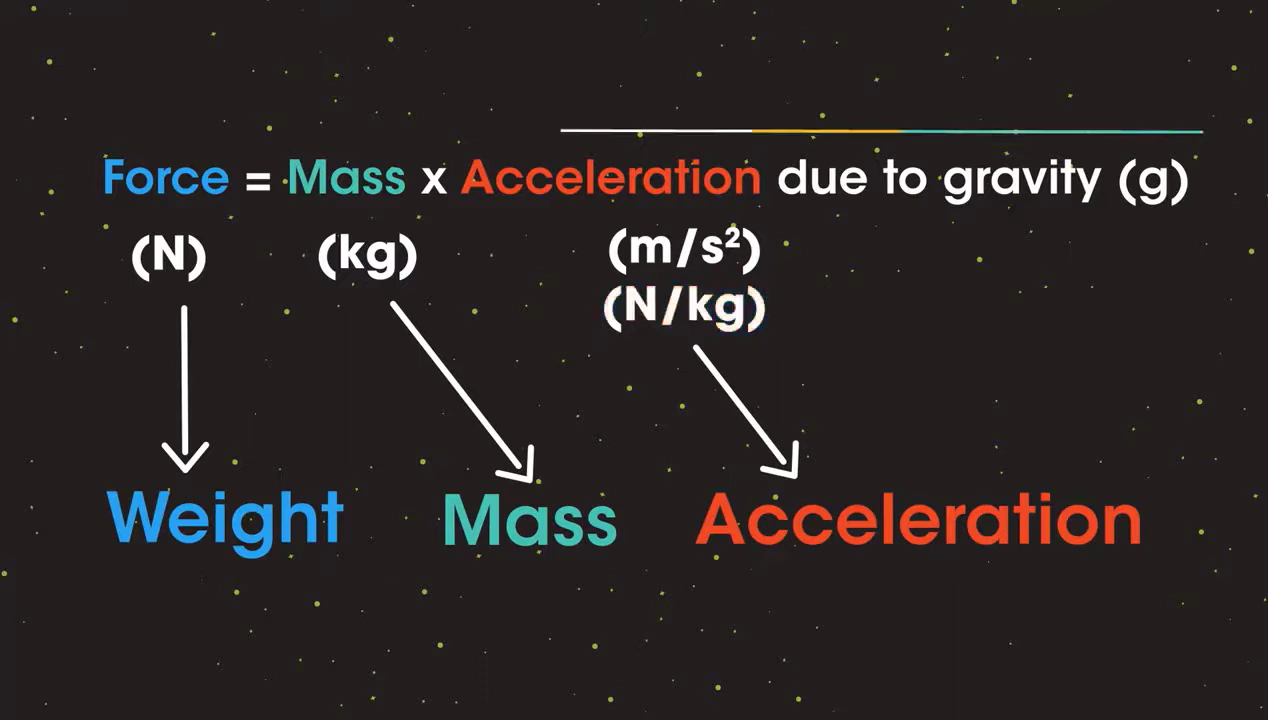 Force = Mass x Acceleration due to gravity (g)
(N) (kg) (m/s²)
(N/kg)
Weight Mass Acceleration